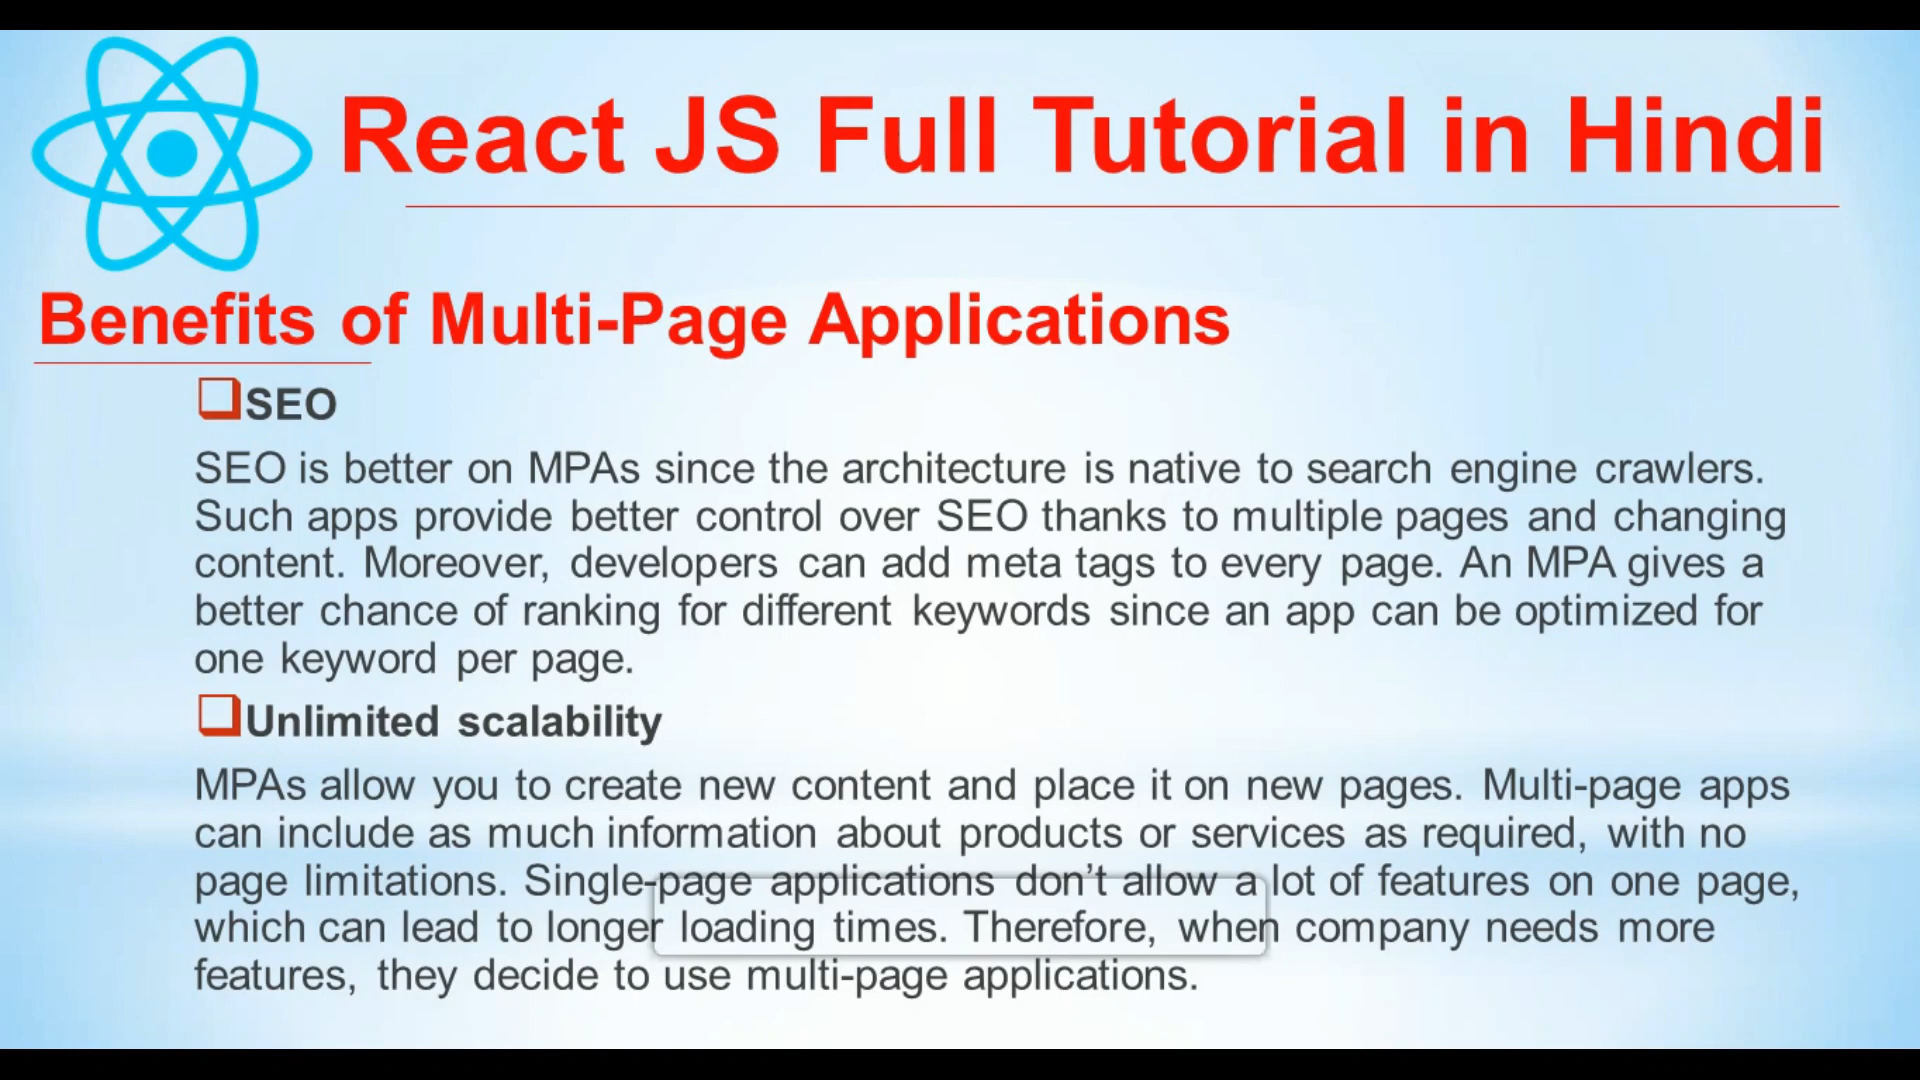 React JS Full Tutorial in Hindi
Benefits of Multi-Page Applications
SEO
SEO is better on MPAs since the architecture is native to search engine crawlers.
Such apps provide better control over SEO thanks to multiple pages and changing
content. Moreover, developers can add meta tags to every page. An MPA gives a
better chance of ranking for different keywords since an app can be optimized for
one keyword per page.
Unlimited scalability
MPAs allow you to create new content and place it on new pages. Multi-page apps
can include as much information about products or services as required, with no
page limitations. Single-page applications don’t allow a lot of features on one page,
which can lead to longer loading times. Therefore, when company needs more
features, they decide to use multi-page applications.